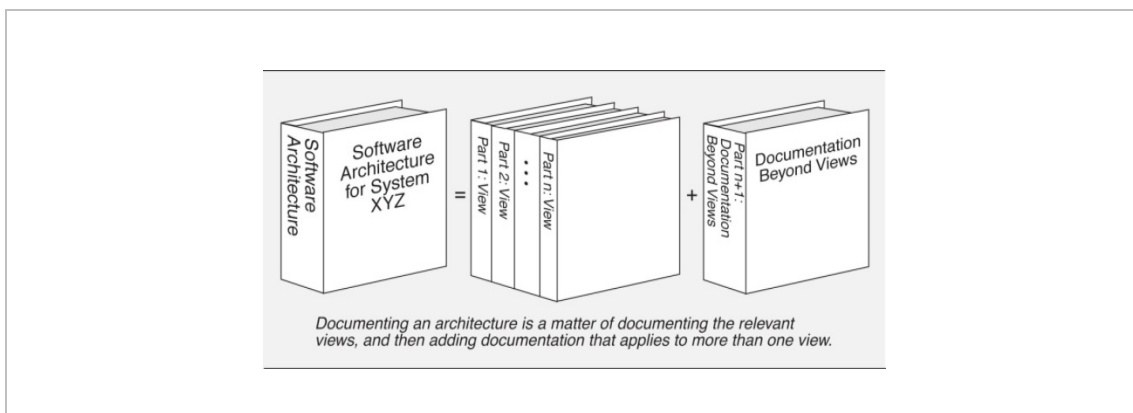 Software
Architecture
Software
Architecture
for System
XYZ
=
Part 1: View
Part 2: View
• • •
Part n: View
+
Part n+1:
Documentation
Beyond Views
Documentation
Beyond Views
Documenting an architecture is a matter of documenting the relevant
views, and then adding documentation that applies to more than one view.